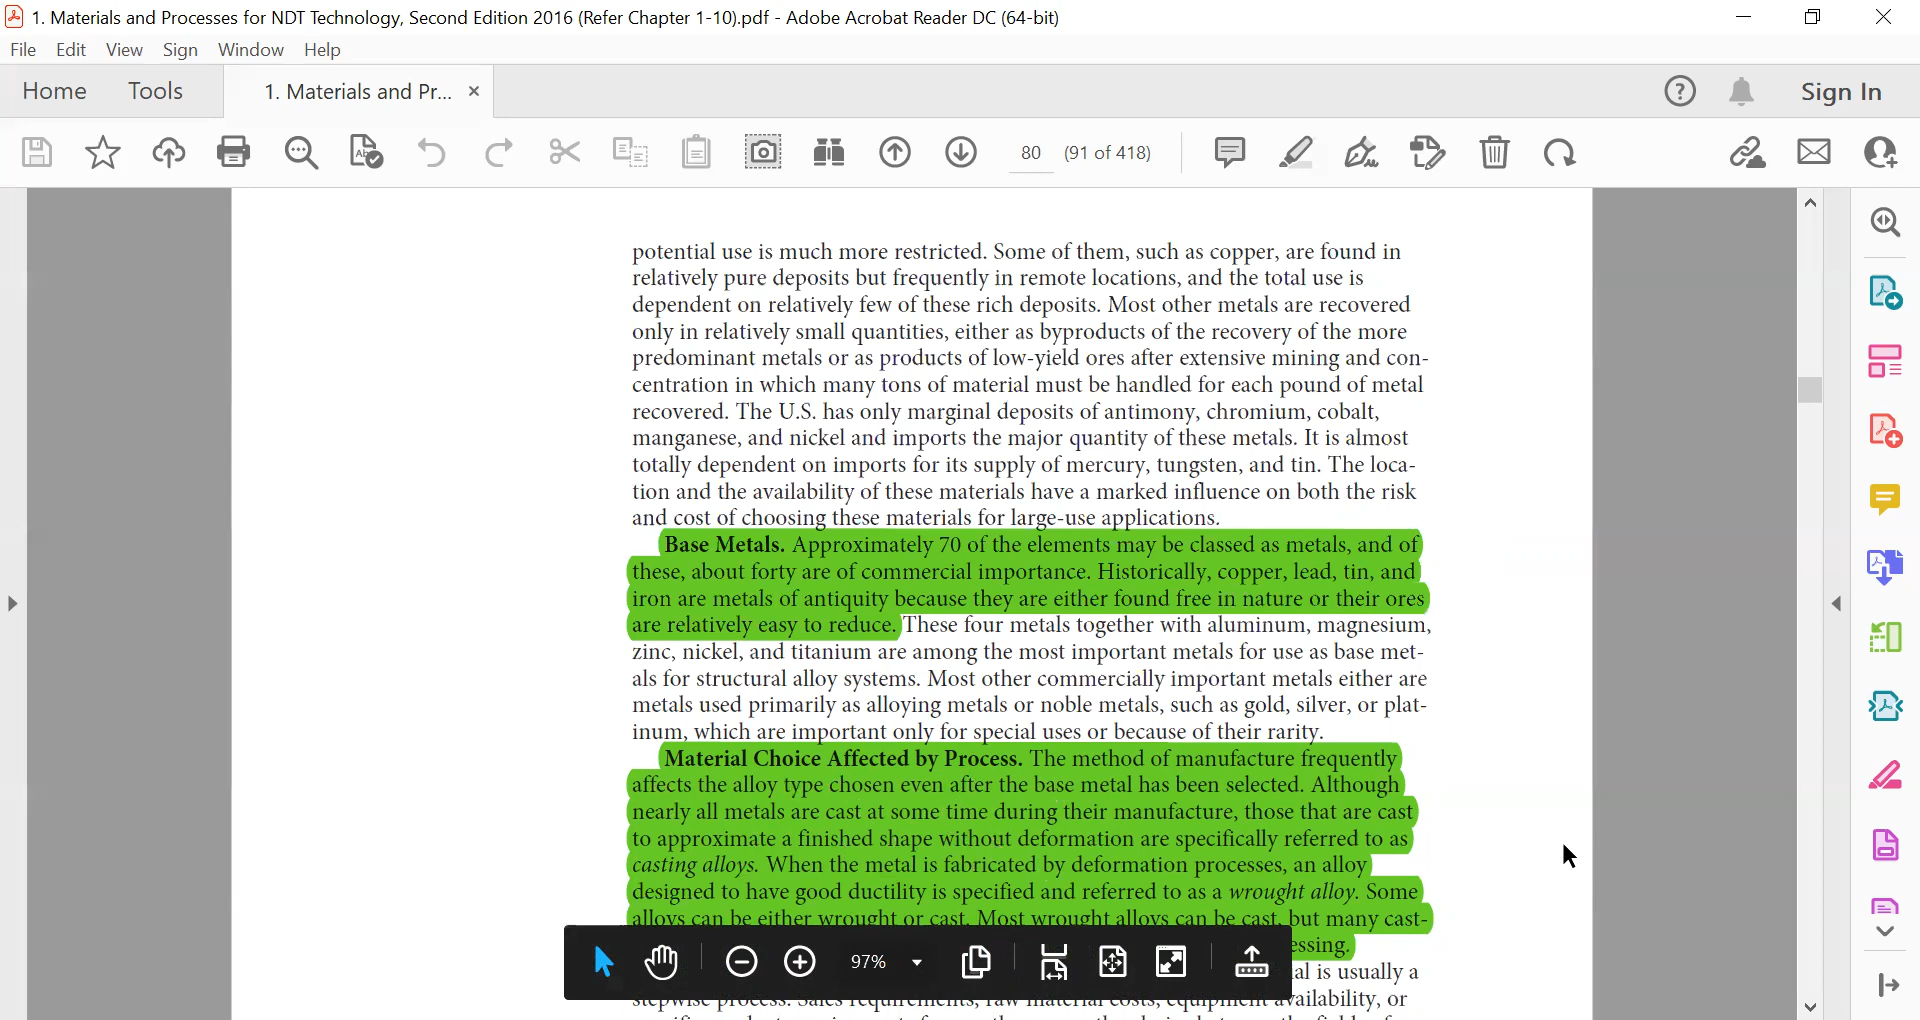 1. Materials and Processes for NDT Technology, Second Edition 2016 (Refer Chapter 1-10).pdf - Adobe Acrobat Reader DC (64-bit)
File Edit View Sign Window Help
Home Tools 1. Materials and Pr... × Sign In
80 (91 of 418)
potential use is much more restricted. Some of them, such as copper, are found in
relatively pure deposits but frequently in remote locations, and the total use is
dependent on relatively few of these rich deposits. Most other metals are recovered
only in relatively small quantities, either as byproducts of the recovery of the more
predominant metals or as products of low-yield ores after extensive mining and con-
centration in which many tons of material must be handled for each pound of metal
recovered. The U.S. has only marginal deposits of antimony, chromium, cobalt,
manganese, and nickel and imports the major quantity of these metals. It is almost
totally dependent on imports for its supply of mercury, tungsten, and tin. The loca-
tion and the availability of these materials have a marked influence on both the risk
and cost of choosing these materials for large-use applications.
Base Metals. Approximately 70 of the elements may be classed as metals, and of
these, about forty are of commercial importance. Historically, copper, lead, tin, and
iron are metals of antiquity because they are either found free in nature or their ores
are relatively easy to reduce. These four metals together with aluminum, magnesium,
zinc, nickel, and titanium are among the most important metals for use as base met-
als for structural alloy systems. Most other commercially important metals either are
metals used primarily as alloying metals or noble metals, such as gold, silver, or plat-
inum, which are important only for special uses or because of their rarity.
Material Choice Affected by Process. The method of manufacture frequently
affects the alloy type chosen even after the base metal has been selected. Although
nearly all metals are cast at some time during their manufacture, those that are cast
to approximate a finished shape without deformation are specifically referred to as
casting alloys. When the metal is fabricated by deformation processes, an alloy
designed to have good ductility is specified and referred to as a wrought alloy. Some
alloys can be either wrought or cast. Most wrought alloys can be cast, but many cast-
essing.
97%
ial is usually a
stepwise process. Sales requirements, raw material costs, equipment availability, or